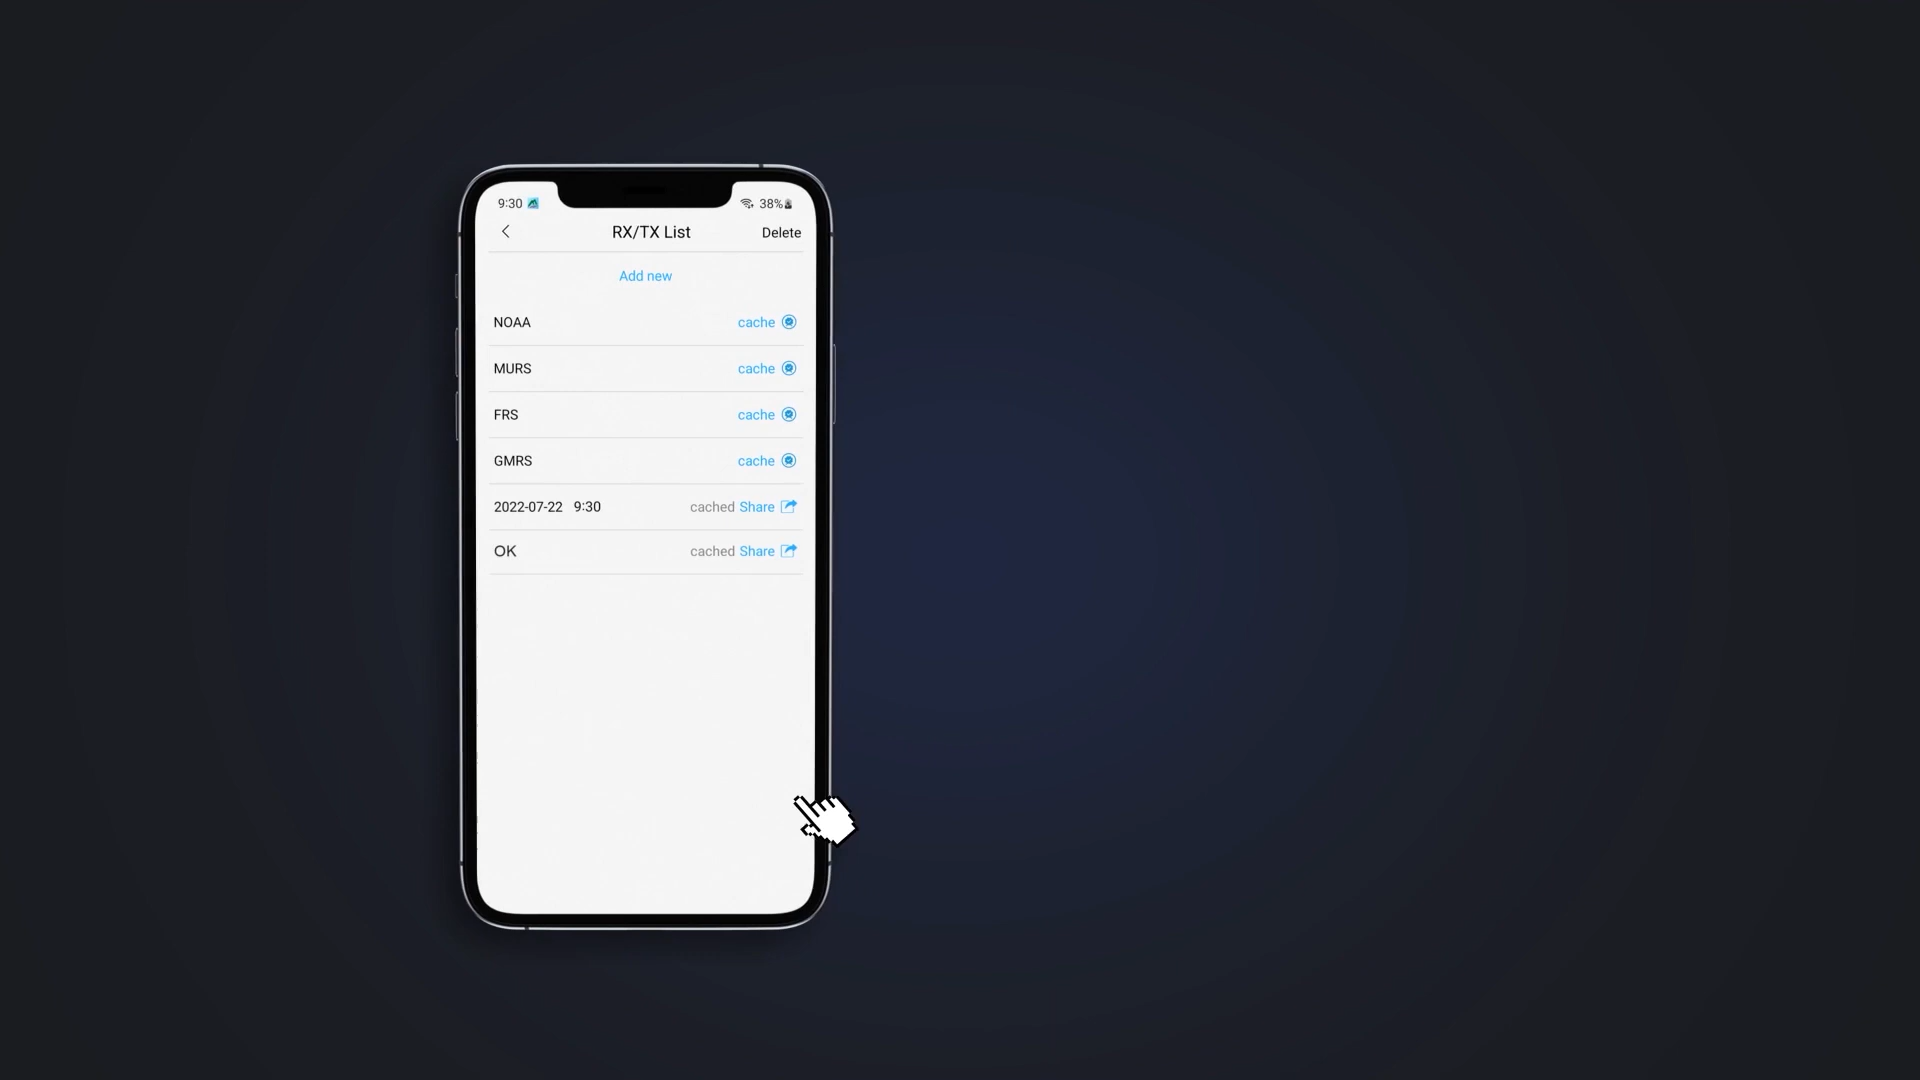 9:30 38%
RX/TX List Delete
Add new
NOAA cache
MURS cache
FRS cache
GMRS cache
2022-07-22 9:30 cached Share
OK cached Share